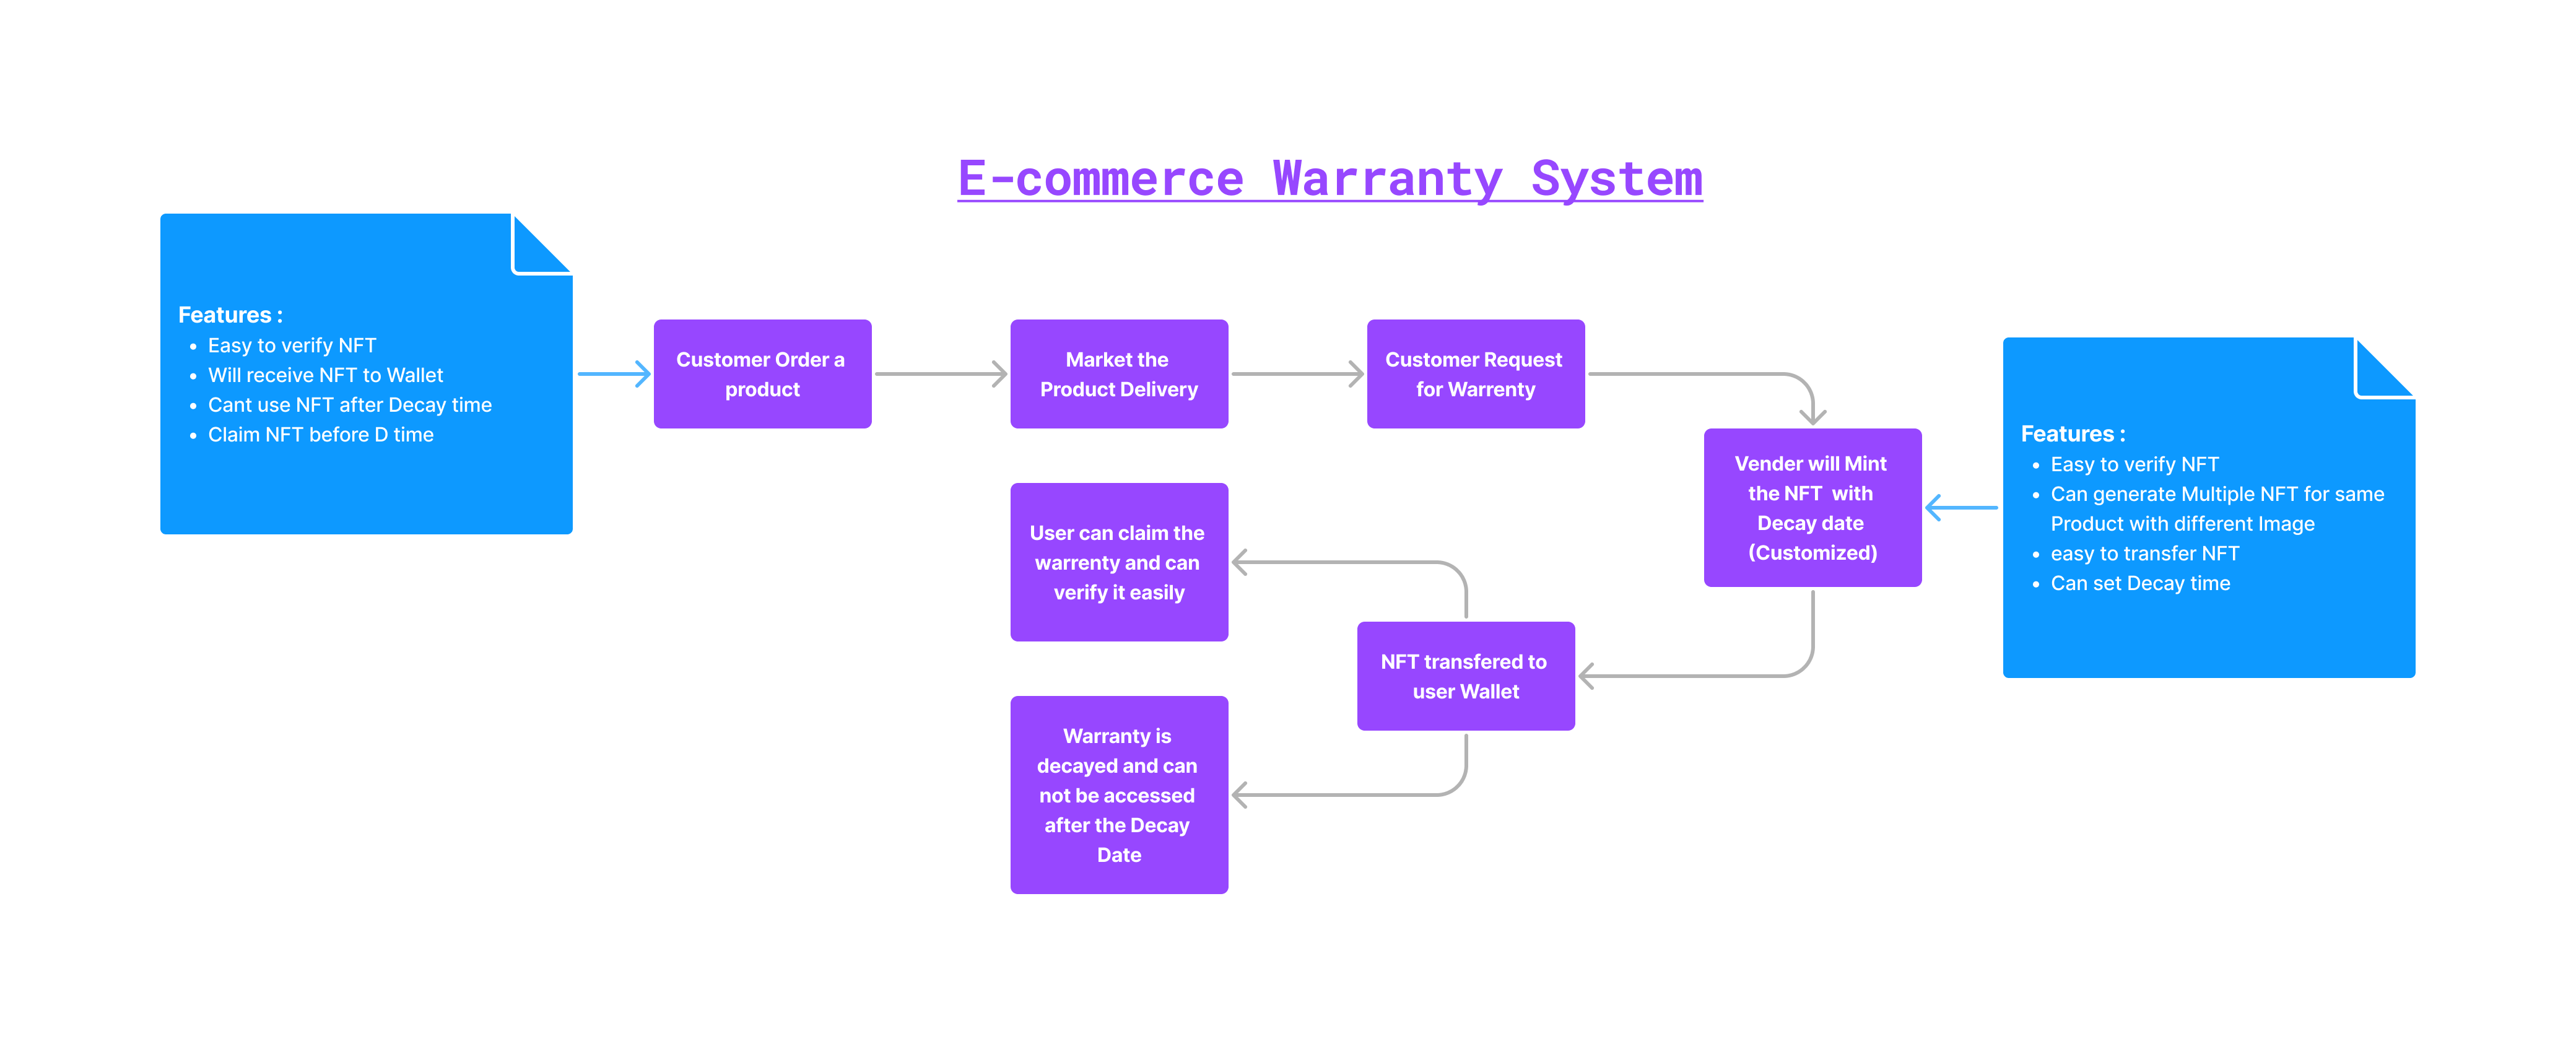 E-commerce Warranty System
Features :
• Easy to verify NFT
• Will receive NFT to Wallet
• Cant use NFT after Decay time
• Claim NFT before D time
Customer Order a
product
Market the
Product Delivery
Customer Request
for Warrenty
Vender will Mint
the NFT  with
Decay date
(Customized)
Features :
• Easy to verify NFT
• Can generate Multiple NFT for same
Product with different Image
• easy to transfer NFT
• Can set Decay time
NFT transfered to
user Wallet
User can claim the
warrenty and can
verify it easily
Warranty is
decayed and can
not be accessed
after the Decay
Date